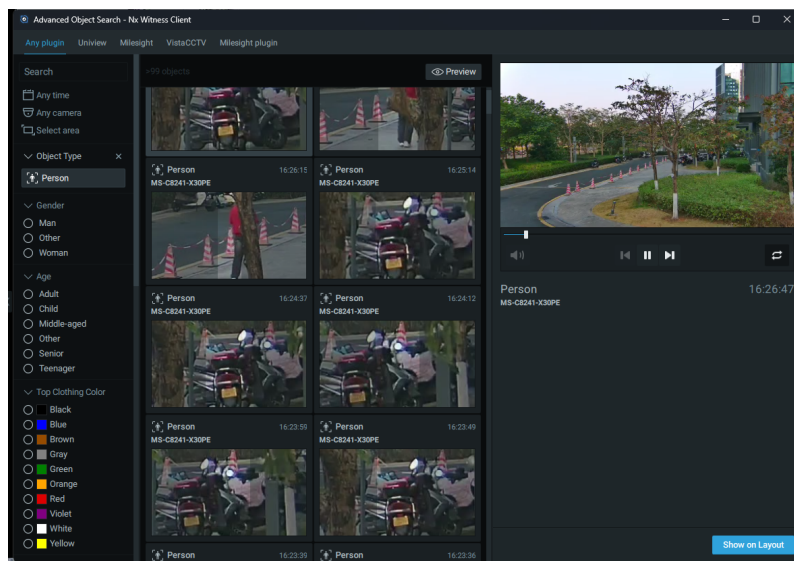 Advanced Object Search - Nx Witness Client
Any plugin Uniview Milesight VistaCCTV Milesight plugin
Search
Any time
Any camera
Select area
Object Type
Person
Gender
Man
Other
Woman
Age
Adult
Child
Middle-aged
Other
Senior
Teenager
Top Clothing Color
Black
Blue
Brown
Gray
Green
Orange
Red
Violet
White
Yellow
>99 objects
Preview
Person 16:26:15
MS-C8241-X30PE
Person 16:25:14
MS-C8241-X30PE
Person 16:24:37
MS-C8241-X30PE
Person 16:24:12
MS-C8241-X30PE
Person 16:23:59
MS-C8241-X30PE
Person 16:23:49
MS-C8241-X30PE
Person 16:23:39
Person 16:23:36
Person 16:26:47
MS-C8241-X30PE
Show on Layout